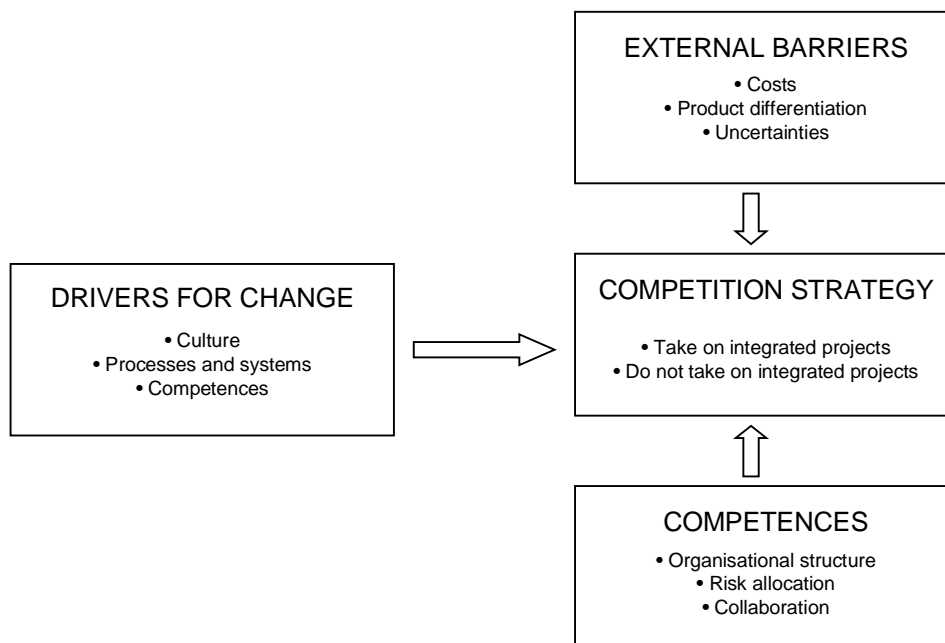 EXTERNAL BARRIERS
• Costs
• Product differentiation
• Uncertainties
DRIVERS FOR CHANGE
• Culture
• Processes and systems
• Competences
COMPETITION STRATEGY
• Take on integrated projects
• Do not take on integrated projects
COMPETENCES
• Organisational structure
• Risk allocation
• Collaboration